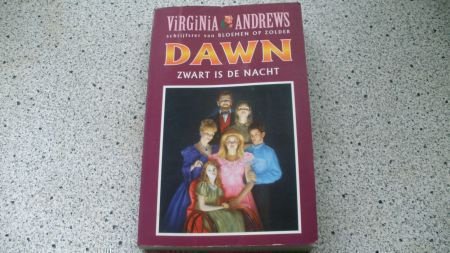 ViRGiNiA ANDREWS
schrijfster van BLOEMEN OP ZOLDER
DAWN
ZWART IS DE NACHT